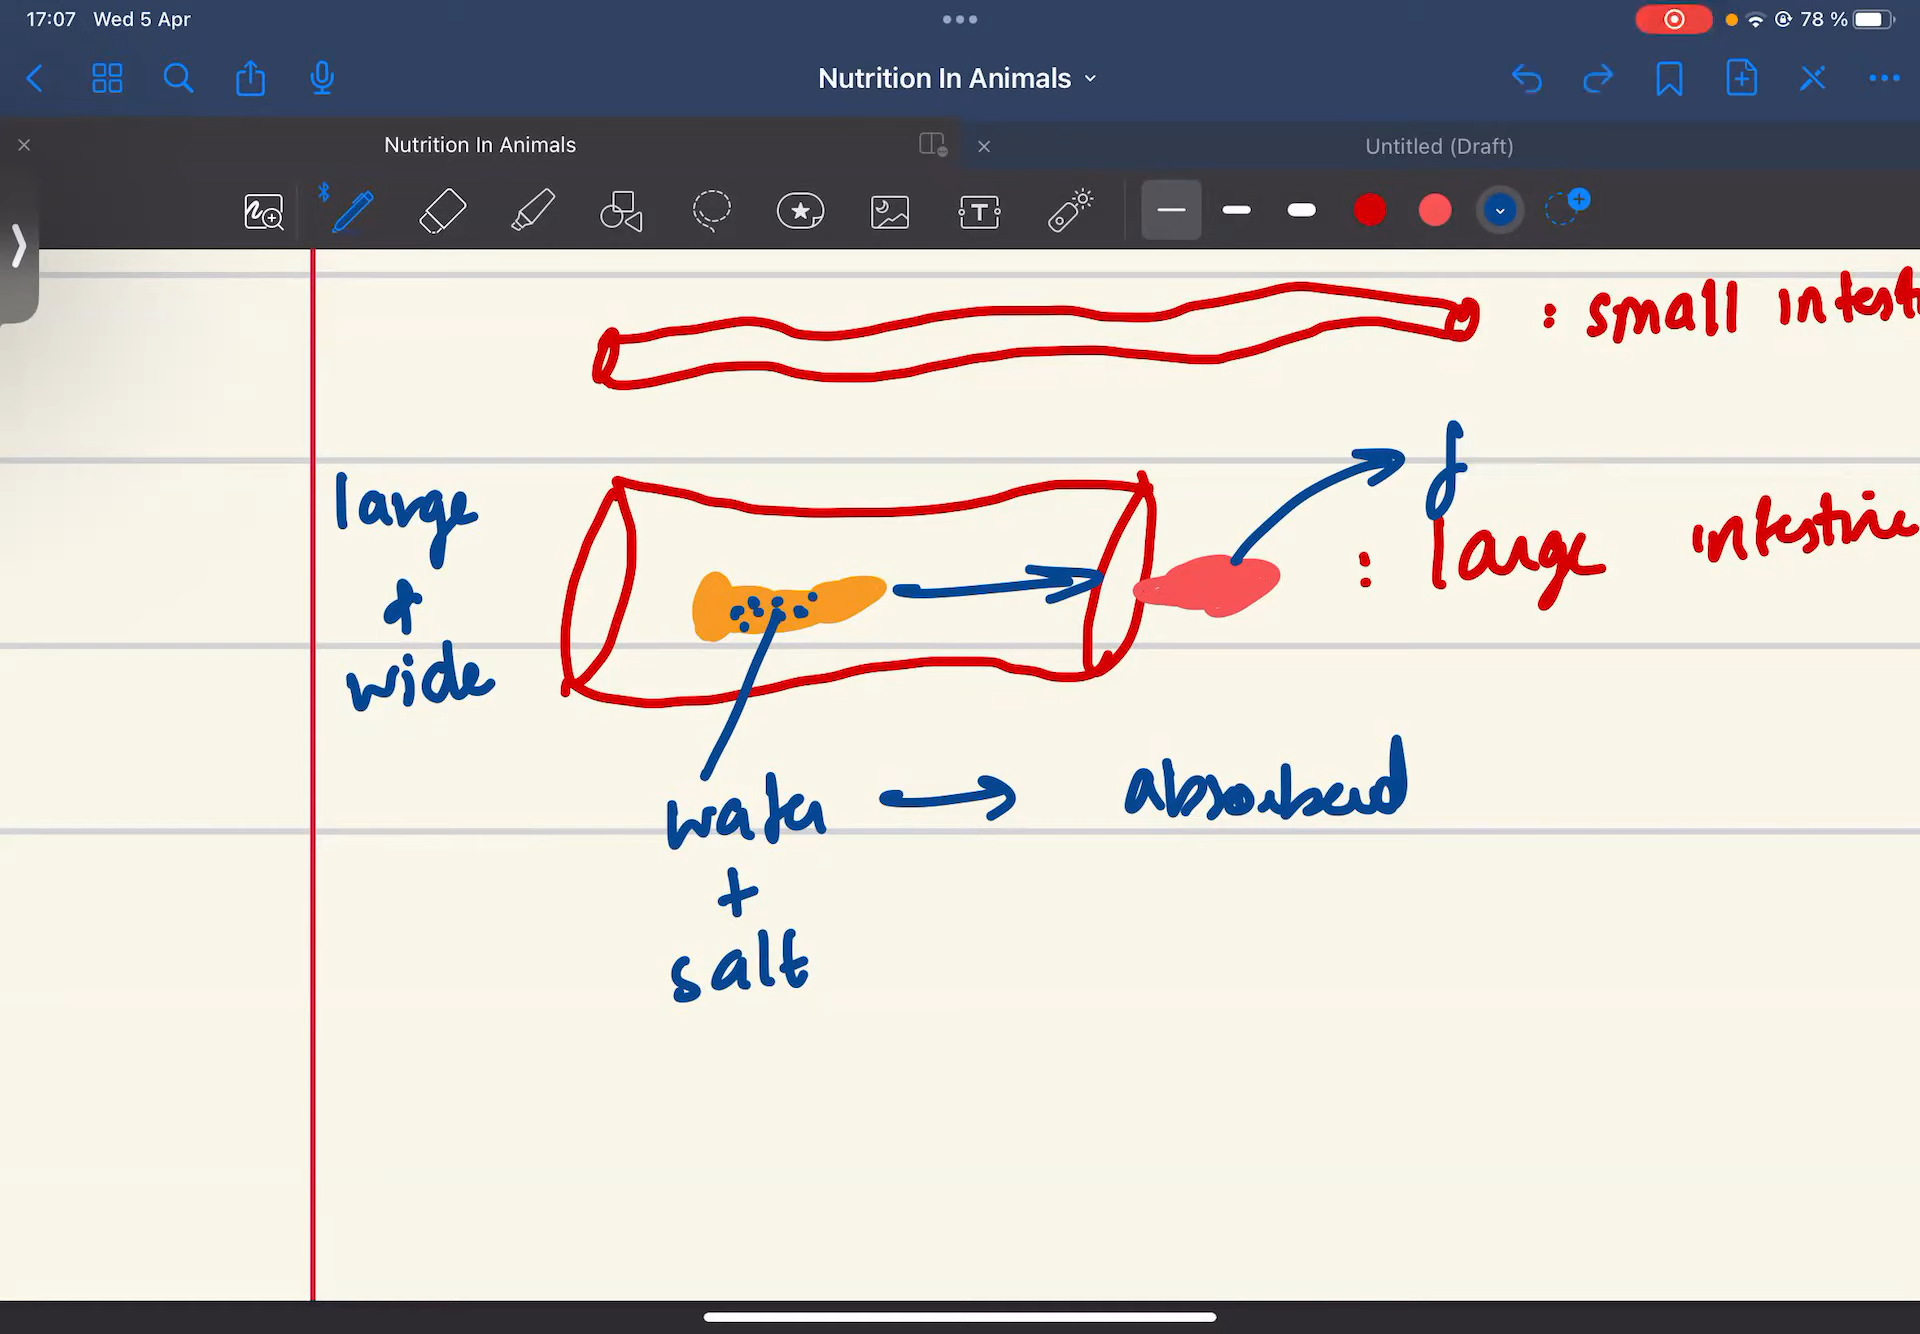 17:07 Wed 5 Apr
78 %
Nutrition In Animals
Nutrition In Animals
Untitled (Draft)
: small intest
f
: large intestine
large
+
wide
water → absorbed
+
salt